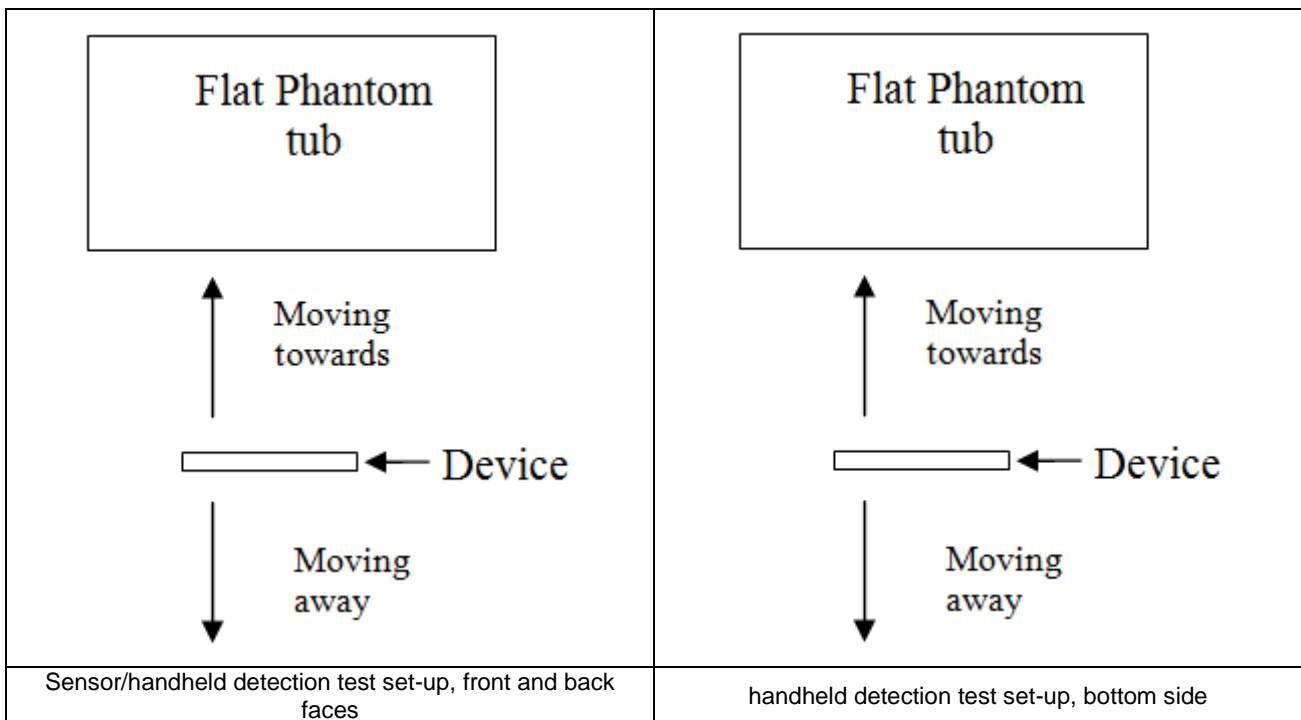 Flat Phantom
tub
Moving
towards
Device
Moving
away
Sensor/handheld detection test set-up, front and back
faces
Flat Phantom
tub
Moving
towards
Device
Moving
away
handheld detection test set-up, bottom side